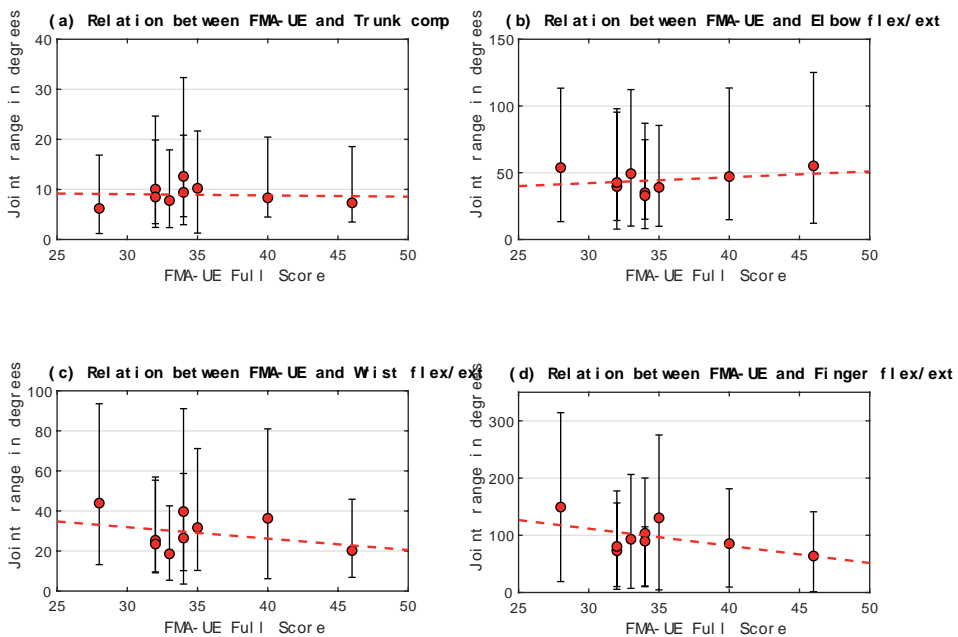 (a) Relation between FMA-UE and Trunk comp
Joint range in degrees
40
30
20
10
0
25 30 35 40 45 50
FMA-UE Full Score
(b) Relation between FMA-UE and Elbow flex/ext
Joint range in degrees
150
100
50
0
25 30 35 40 45 50
FMA-UE Full Score
(c) Relation between FMA-UE and Wrist flex/ext
Joint range in degrees
100
80
60
40
20
0
25 30 35 40 45 50
FMA-UE Full Score
(d) Relation between FMA-UE and Finger flex/ext
Joint range in degrees
300
200
100
0
25 30 35 40 45 50
FMA-UE Full Score